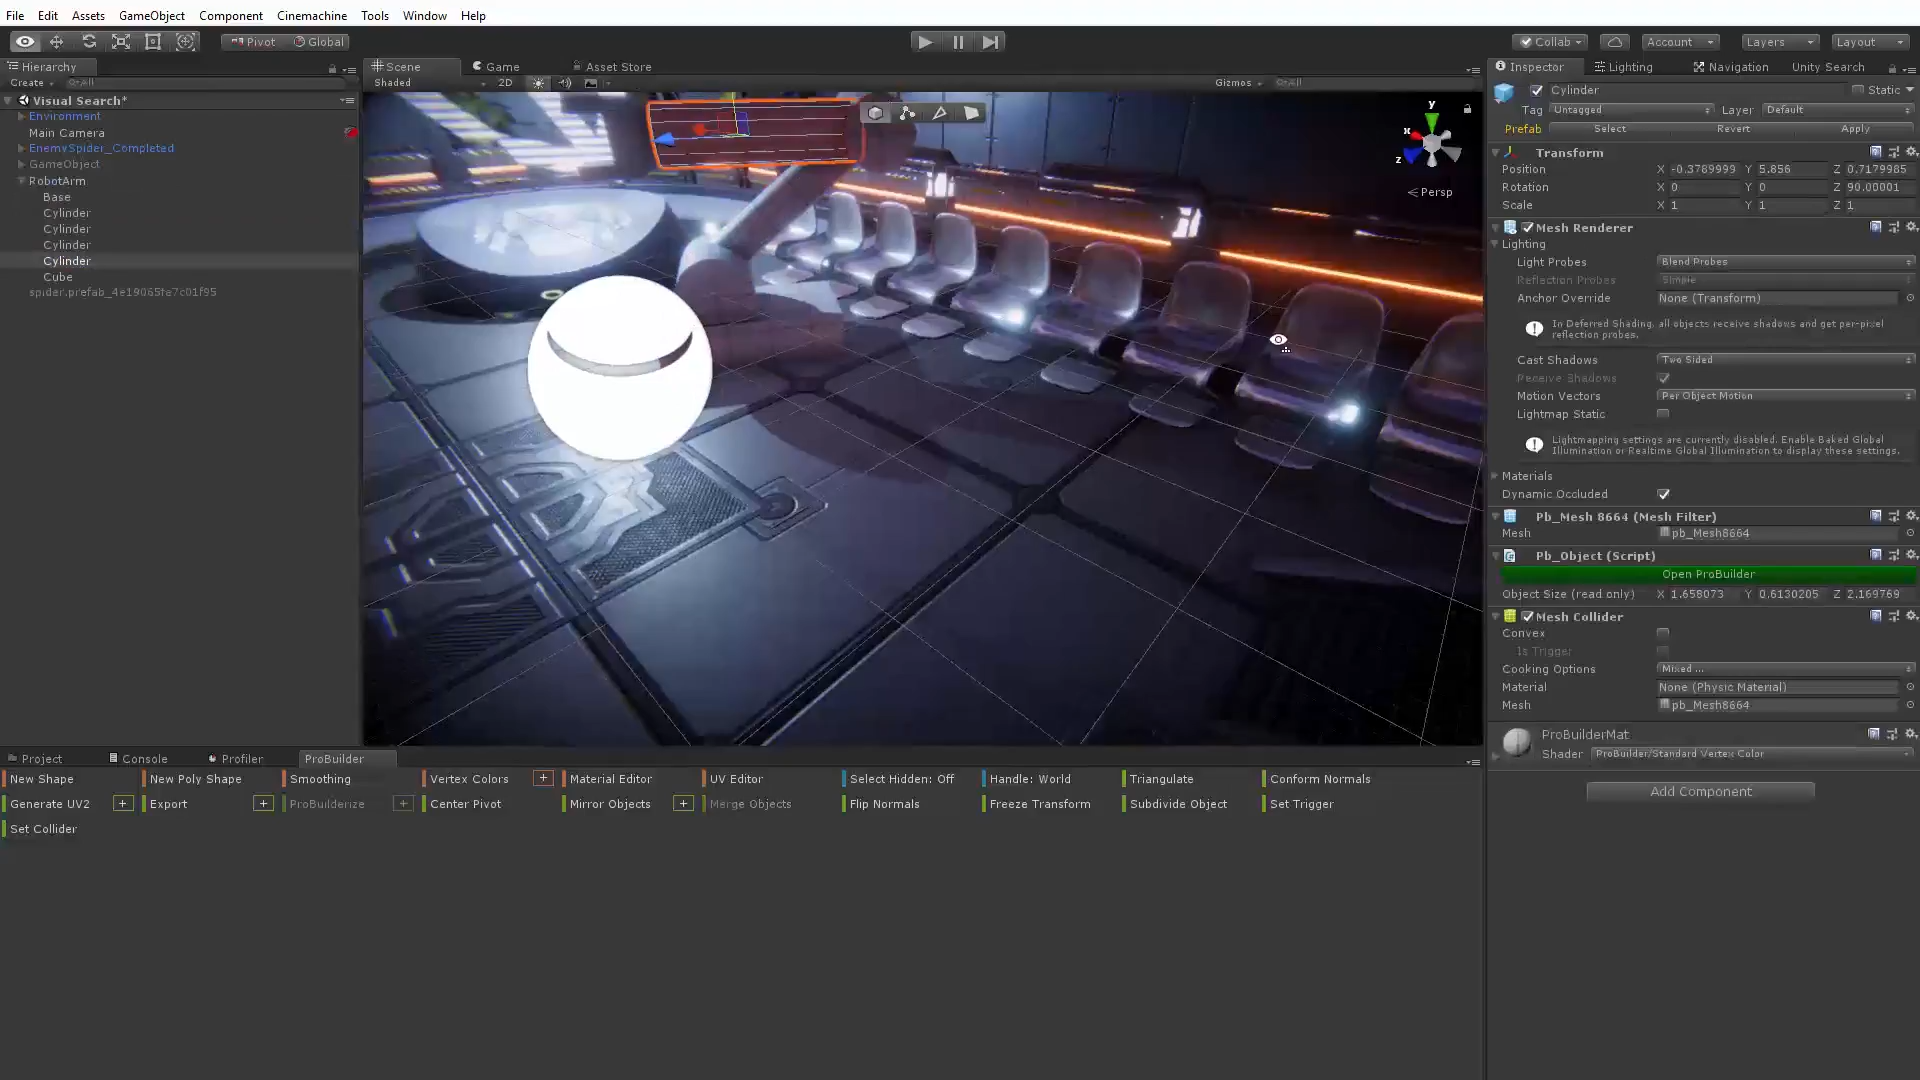 File Edit Assets GameObject Component Cinemachine Tools Window Help
Pivot Global Collab Account Layers Layout
Hierarchy Scene Game Asset Store Inspector Lighting Navigation Unity Search
Create All Shaded 2D Gizmos All
Visual Search*
Environment
Main Camera
EnemySpider_Completed
GameObject
RobotArm
Base
Cylinder
Cylinder
Cylinder
Cylinder
Cube
spider.prefab_4e19065fe7c01f95
y
x
z
Persp
Cylinder Static
Tag Untagged Layer Default
Prefab Select Revert Apply
Transform
Position X -0.3789999 Y 5.856 Z 0.7179985
Rotation X 0 Y 0 Z 90.00001
Scale X 1 Y 1 Z 1
Mesh Renderer
Lighting
Light Probes Blend Probes
Reflection Probes Simple
Anchor Override None (Transform)
In Deferred Shading, all objects receive shadows and get per-pixel
reflection probes.
Cast Shadows Two Sided
Receive Shadows
Motion Vectors Per Object Motion
Lightmap Static
Lightmapping settings are currently disabled. Enable Baked Global
Illumination or Realtime Global Illumination to display these settings.
Materials
Dynamic Occluded
Pb_Mesh 8664 (Mesh Filter)
Mesh pb_Mesh8664
Pb_Object (Script)
Open ProBuilder
Object Size (read only) X 1.658073 Y 0.6130205 Z 2.169769
Mesh Collider
Convex
Is Trigger
Cooking Options Mixed ...
Material None (Physic Material)
Mesh pb_Mesh8664
ProBuilderMat
Shader ProBuilder/Standard Vertex Color
Add Component
Project Console Profiler ProBuilder
New Shape New Poly Shape Smoothing Vertex Colors + Material Editor UV Editor Select Hidden: Off Handle: World Triangulate Conform Normals
Generate UV2 + Export + ProBuilderize + Center Pivot Mirror Objects + Merge Objects Flip Normals Freeze Transform Subdivide Object Set Trigger
Set Collider